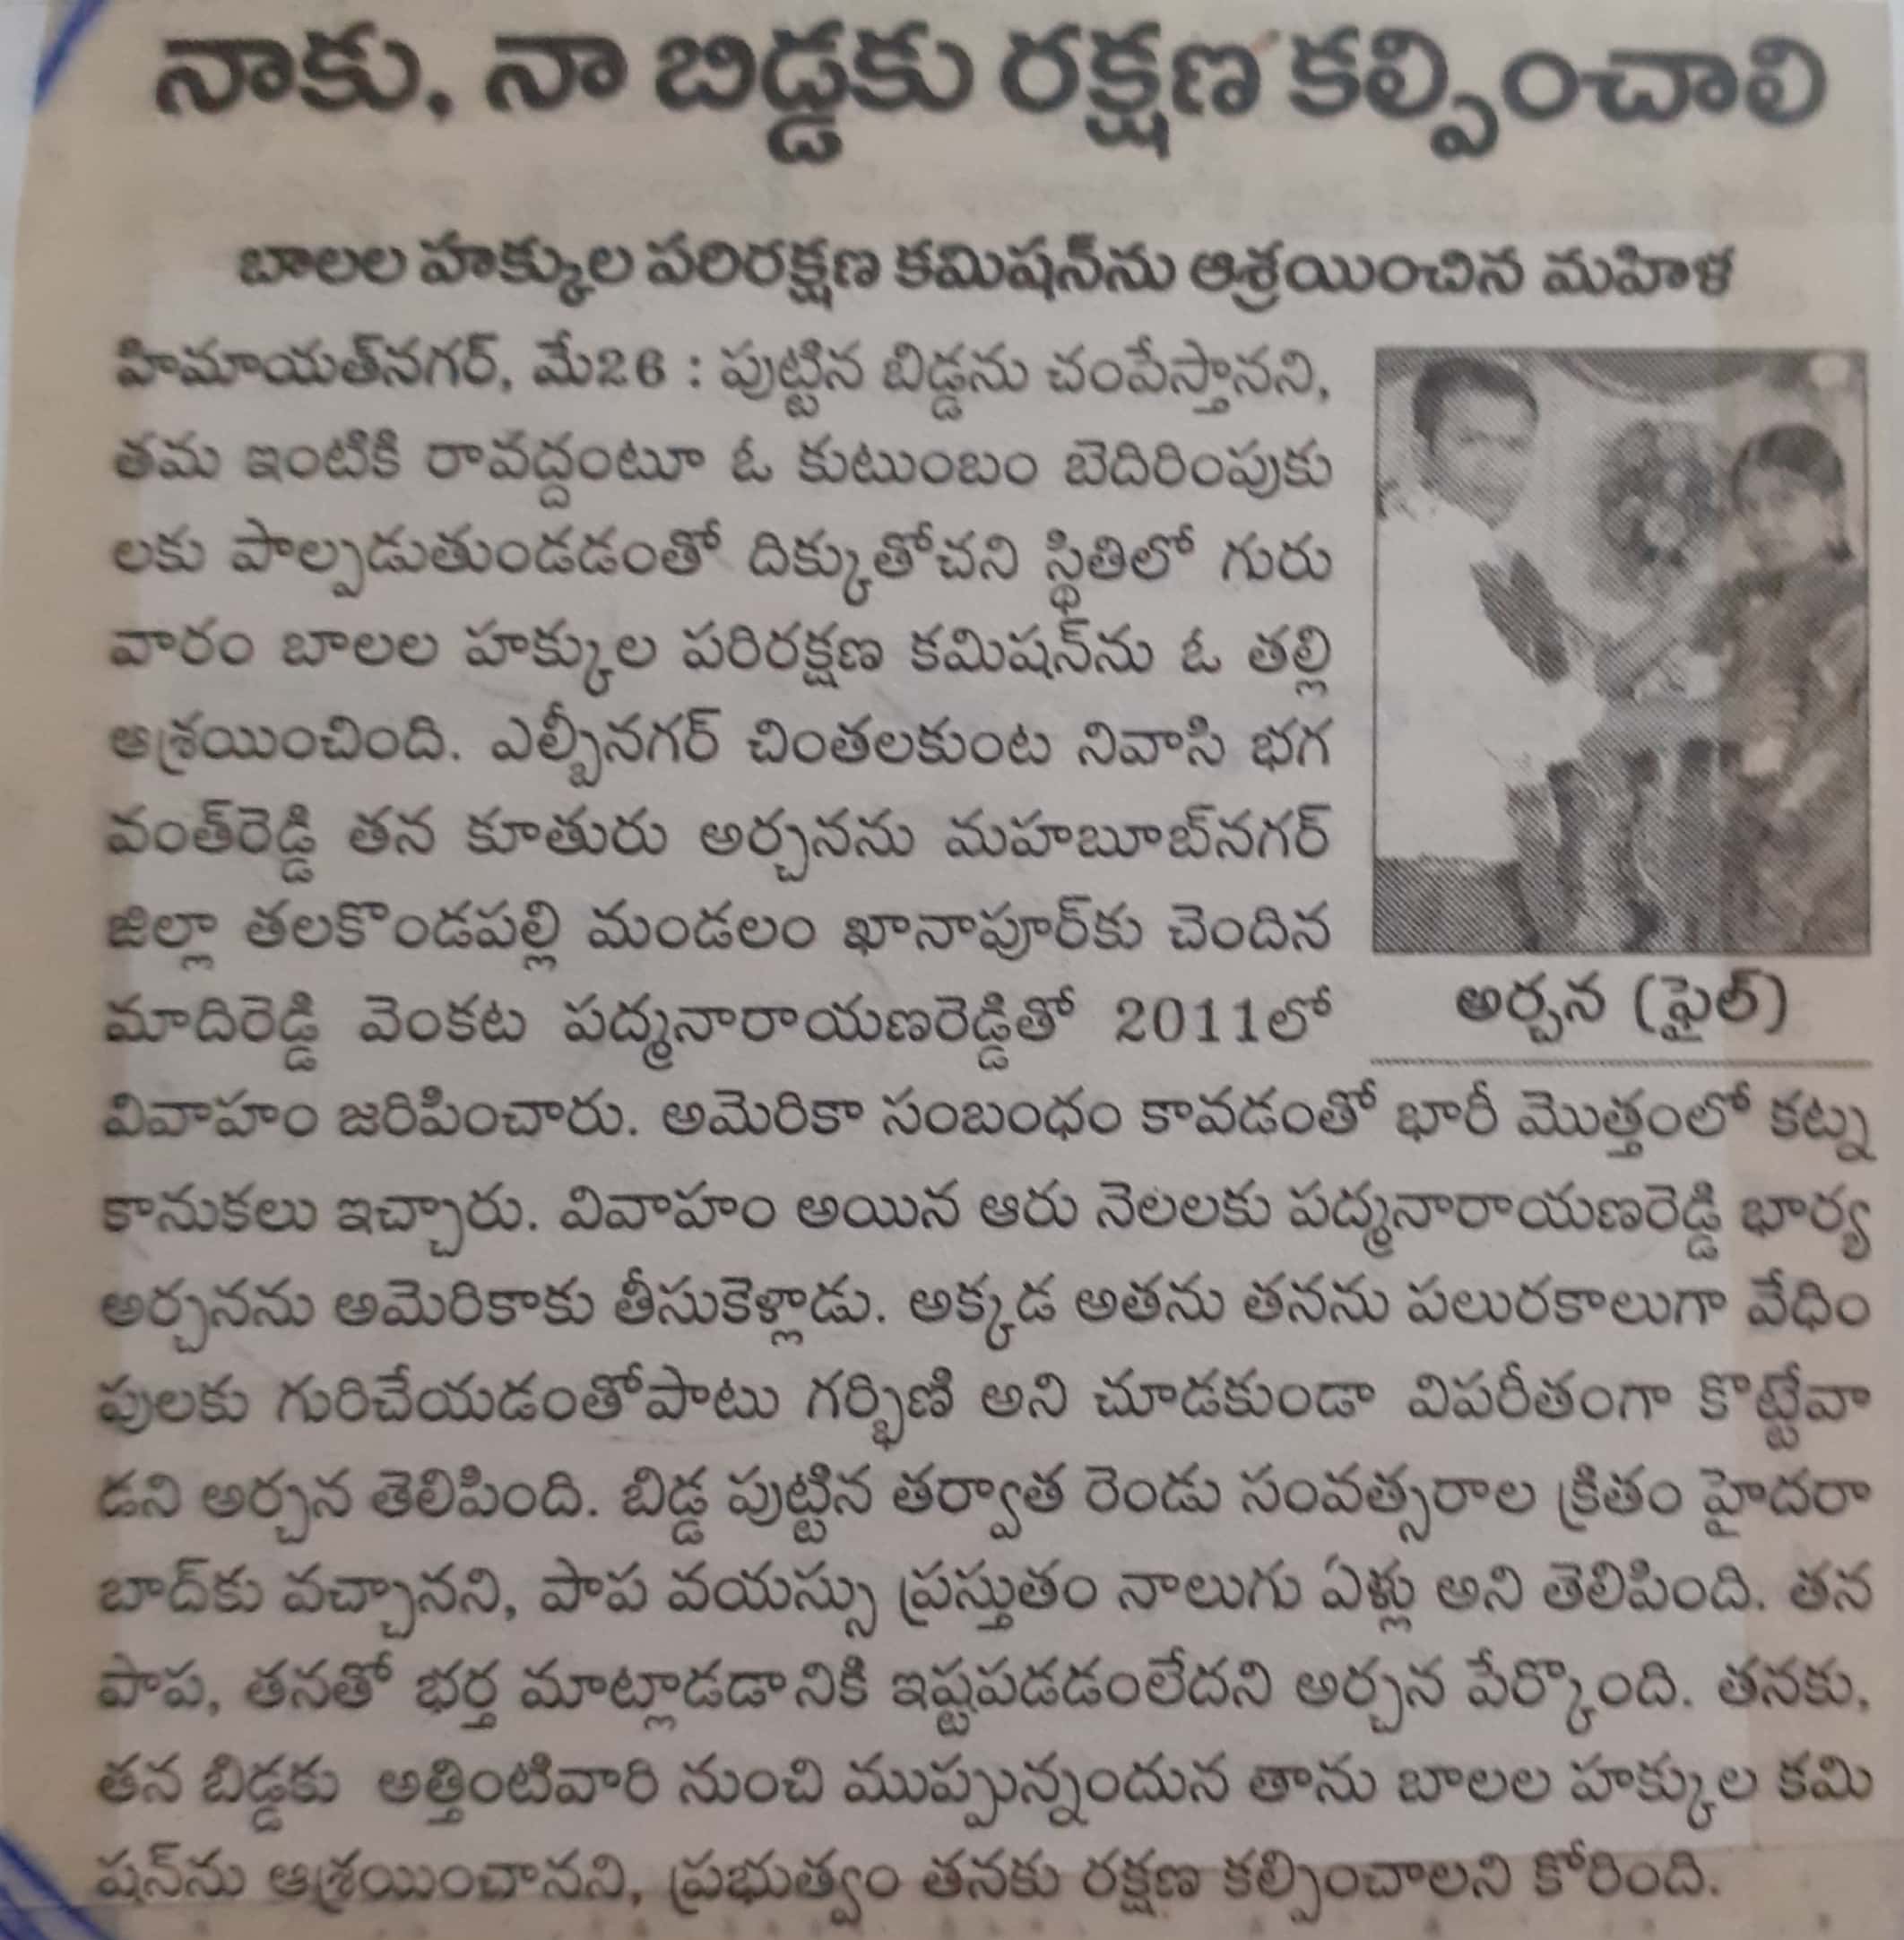 నాకు, నా బిడ్డకు రక్షణ కల్పించాలి
బాలల హక్కుల పరిరక్షణ కమిషన్‌ను ఆశ్రయించిన మహిళ
హిమాయత్‌నగర్, మే26 : పుట్టిన బిడ్డను చంపేస్తానని,
తమ ఇంటికి రావద్దంటూ ఓ కుటుంబం బెదిరింపుకు
లకు పాల్పడుతుండడంతో దిక్కుతోచని స్థితిలో గురు
వారం బాలల హక్కుల పరిరక్షణ కమిషన్‌ను ఓ తల్లి
ఆశ్రయించింది. ఎల్బీనగర్ చింతలకుంట నివాసి భగ
వంత్‌రెడ్డి తన కూతురు అర్చనను మహబూబ్‌నగర్
జిల్లా తలకొండపల్లి మండలం ఖానాపూర్‌కు చెందిన
మాదిరెడ్డి వెంకట పద్మనారాయణరెడ్డితో 2011లో
అర్చన (ఫైల్)
వివాహం జరిపించారు. అమెరికా సంబంధం కావడంతో భారీ మొత్తంలో కట్న
కానుకలు ఇచ్చారు. వివాహం అయిన ఆరు నెలలకు పద్మనారాయణరెడ్డి భార్య
అర్చనను అమెరికాకు తీసుకెళ్లాడు. అక్కడ అతను తనను పలురకాలుగా వేధిం
పులకు గురిచేయడంతోపాటు గర్భిణి అని చూడకుండా విపరీతంగా కొట్టేవా
డని అర్చన తెలిపింది. బిడ్డ పుట్టిన తర్వాత రెండు సంవత్సరాల క్రితం హైదరా
బాద్‌కు వచ్చానని, పాప వయస్సు ప్రస్తుతం నాలుగు ఏళ్లు అని తెలిపింది. తన
పాప, తనతో భర్త మాట్లాడడానికి ఇష్టపడడంలేదని అర్చన పేర్కొంది. తనకు,
తన బిడ్డకు అత్తింటివారి నుంచి ముప్పున్నందున తాను బాలల హక్కుల కమి
షన్‌ను ఆశ్రయించానని, ప్రభుత్వం తనకు రక్షణ కల్పించాలని కోరింది.